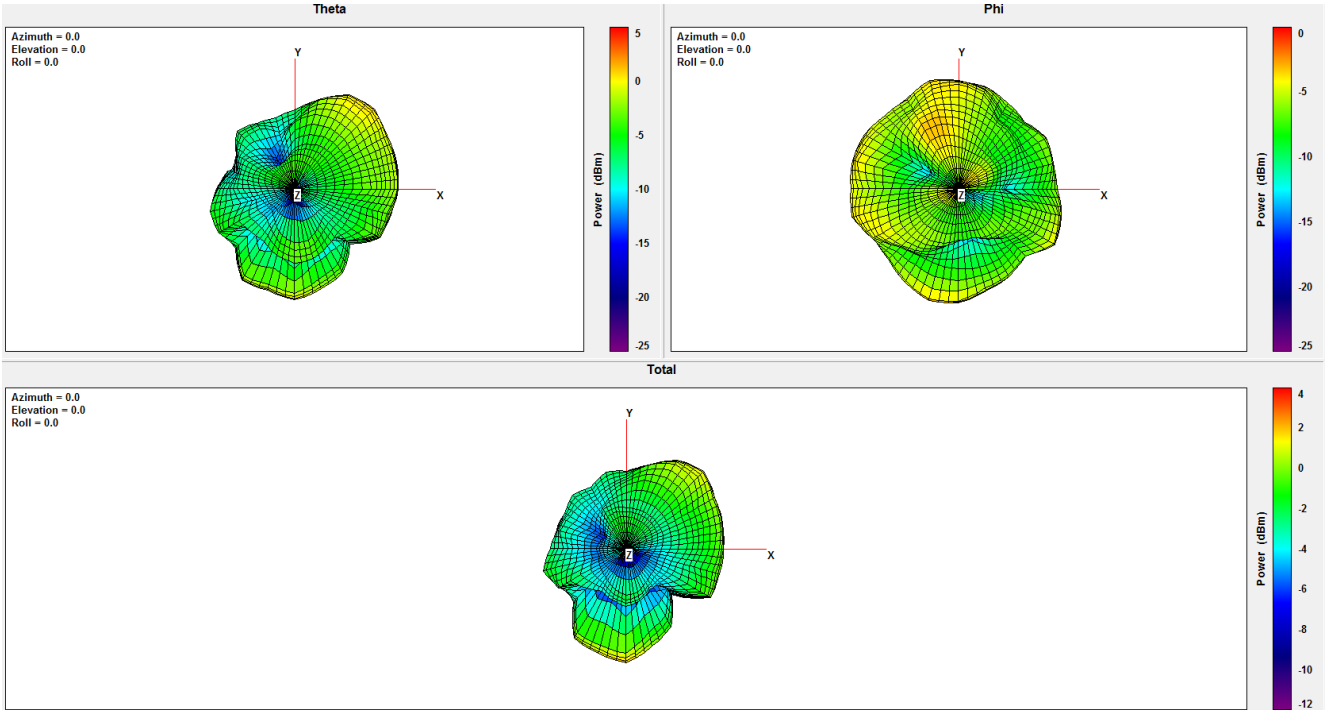 Theta
Azimuth = 0.0
Elevation = 0.0
Roll = 0.0
Y
X
Z
5
0
-5
-10
-15
-20
-25
Power (dBm)
Phi
Azimuth = 0.0
Elevation = 0.0
Roll = 0.0
Y
X
Z
0
-5
-10
-15
-20
-25
Power (dBm)
Total
Azimuth = 0.0
Elevation = 0.0
Roll = 0.0
Y
X
Z
4
2
0
-2
-4
-6
-8
-10
-12
Power (dBm)